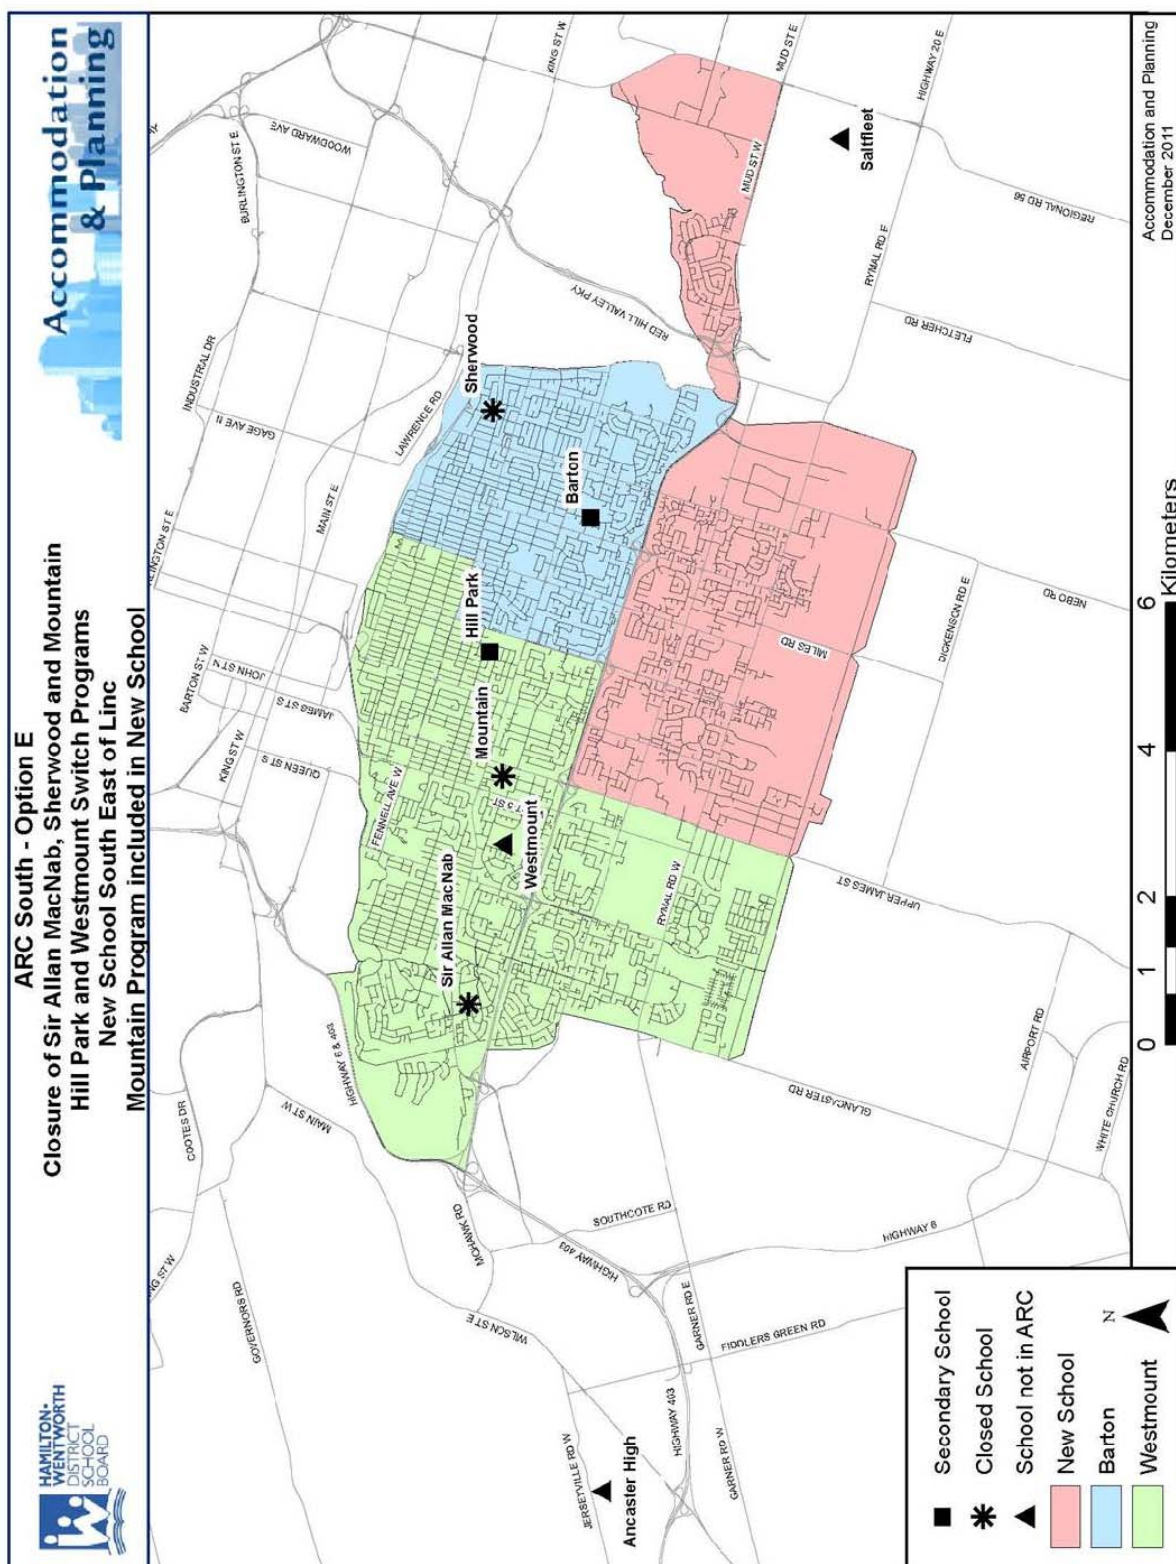 ARC South - Option E
Closure of Sir Allan MacNab, Sherwood and Mountain
Hill Park and Westmount Switch Programs
New School South East of Linc
Mountain Program included in New School
HAMILTON-
WENTWORTH
DISTRICT
SCHOOL
BOARD
Accommodation
& Planning
COOTES DR
GOVERNORS RD
MAIN ST W
HIGHWAY 6 & 403
BARTON ST W
JOHN ST N
JAMES ST S
KING ST W
QUEEN ST S
INDUSTRIAL DR
GAGE AVE N
MAIN ST E
LAWRENCE RD
BURLINGTON ST E
WOODWARD AVE
KING ST W
MUD ST E
HIGHWAY 20 E
MUD ST W
Saltfleet
REGIONAL RD 56
RYMAL RD E
FLETCHER RD
RED HILL VALLEY PKY
Sherwood
Barton
Hill Park
Mountain
Westmount
Sir Allan MacNab
FENNELL AVE W
MILES RD
DICKENSON RD E
NEBO RD
RYMAL RD W
UPPER JAMES ST
GLANCASTER RD
AIRPORT RD
WHITE CHURCH RD
HIGHWAY 6
SOUTHCOTE RD
MOHAWK RD
HIGHWAY 403
WILSON ST E
GARNER RD E
FIDDLERS GREEN RD
JERSEYVILLE RD W
Ancaster High
HIGHWAY 403
GARNER RD W
Secondary School
Closed School
School not in ARC
New School
Barton
Westmount
N
0 1 2 4 6
Kilometers
Accommodation and Planning
December 2011